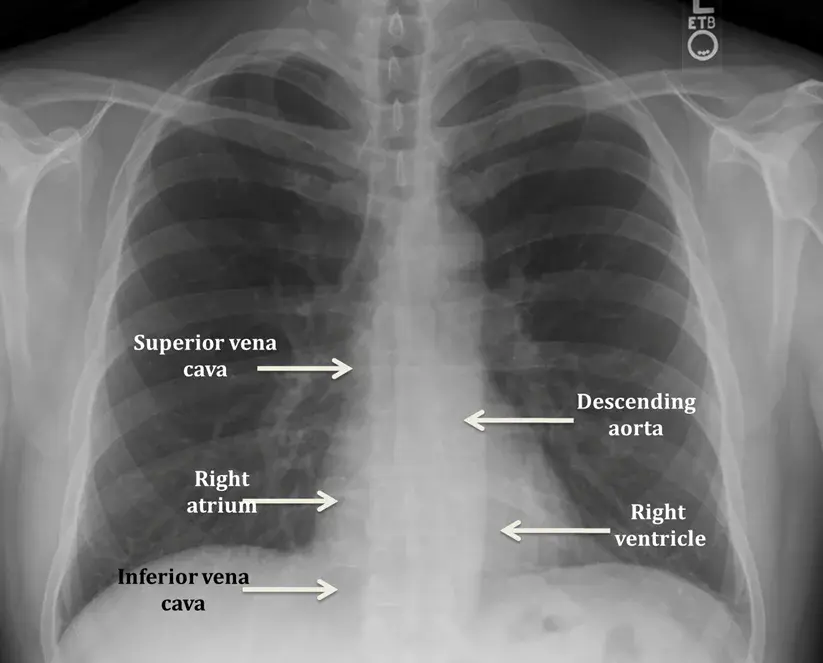 L
ETB
Superior vena
cava
Descending
aorta
Right
atrium
Right
ventricle
Inferior vena
cava